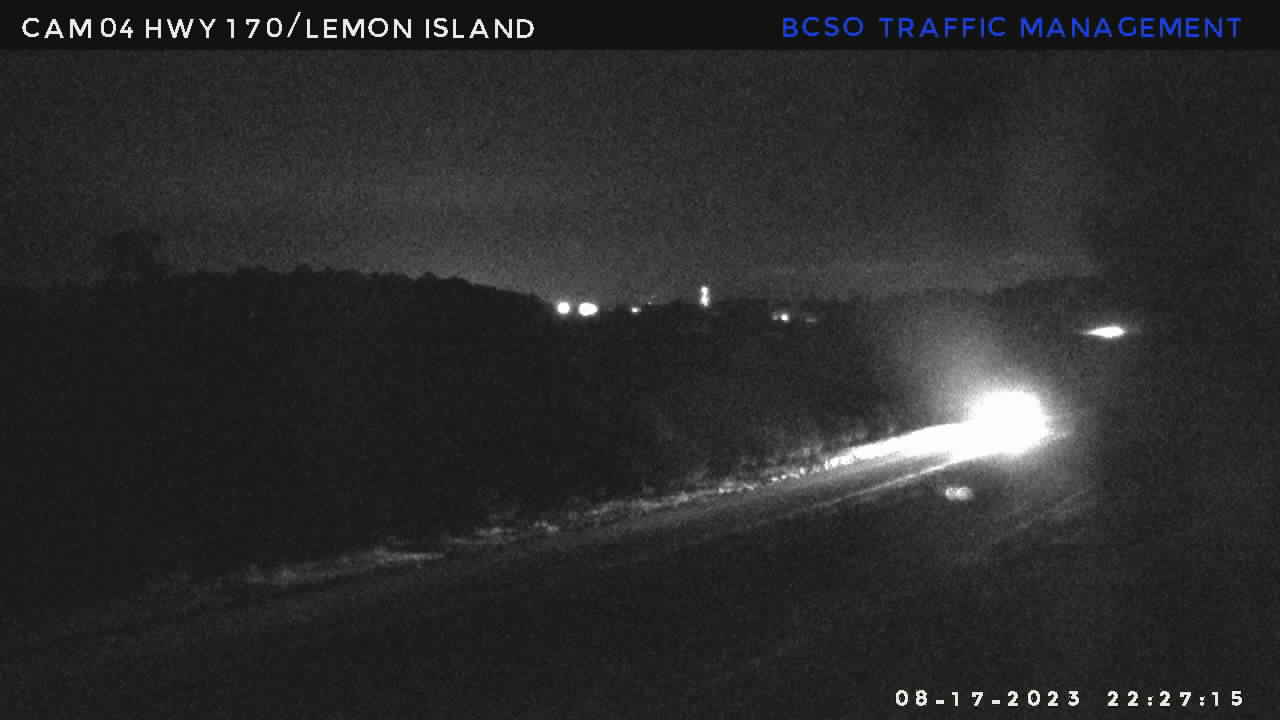 CAM04 HWY 170/LEMON ISLAND
BCSO TRAFFIC MANAGEMENT
08-17-2023 22:27:15